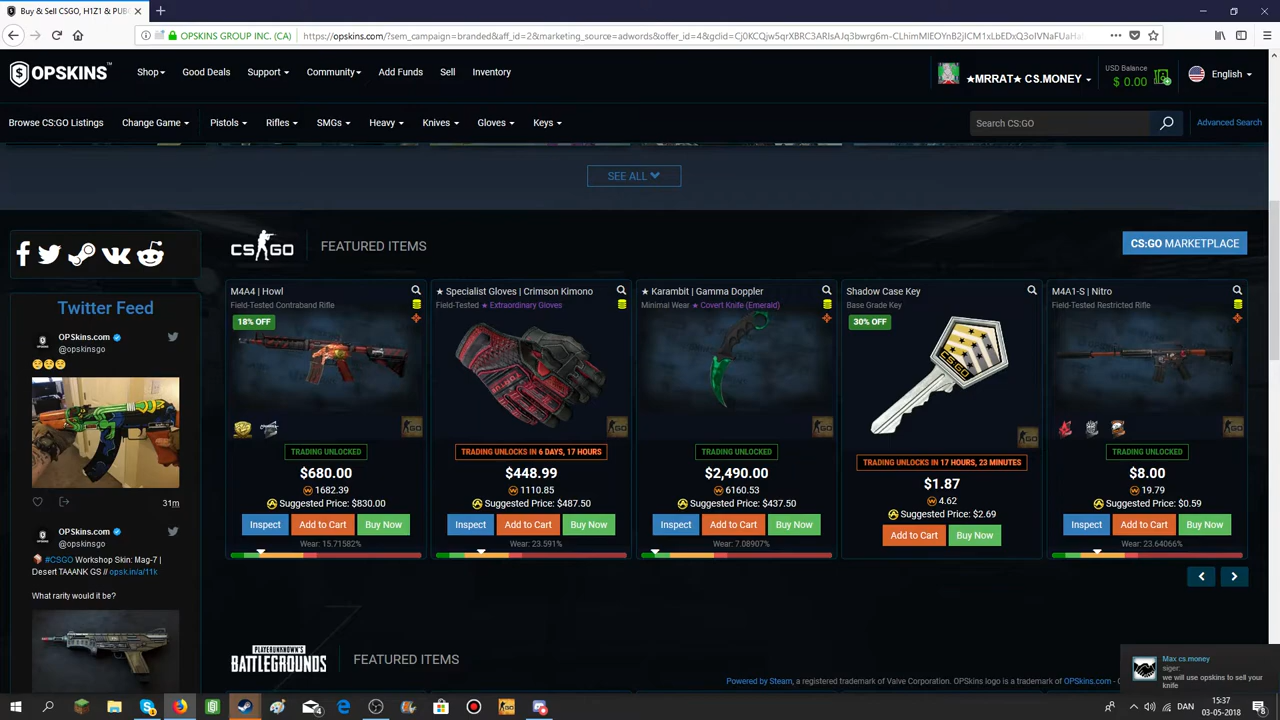 Buy & Sell CSGO, H1Z1 & PUB
OPSKINS GROUP INC. (CA)
https://opskins.com/?sem_campaign=branded&aff_id=2&marketing_source=adwords&offer_id=4&gclid=
OPSKINS™
Shop
Good Deals
Support
Community
Add Funds
Sell
Inventory
★MRRAT★ CS.MONEY
USD Balance
$ 0.00
English
Browse CS:GO Listings
Change Game
Pistols
Rifles
SMGs
Heavy
Knives
Gloves
Keys
Search CS:GO
Advanced Search
SEE ALL
CS GO
FEATURED ITEMS
CS:GO MARKETPLACE
Twitter Feed
OPSkins.com
@opskinsgo
31m
OPSkins.com
@opskinsgo
#CSGO Workshop Skin: Mag-7 |
Desert TAAANK GS // opsk.in/a/11k
What rarity would it be?
M4A4 | Howl
Field-Tested Contraband Rifle
18% OFF
TRADING UNLOCKED
$680.00
1682.39
Suggested Price: $830.00
Inspect
Add to Cart
Buy Now
Wear: 15.71582%
★ Specialist Gloves | Crimson Kimono
Field-Tested ★ Extraordinary Gloves
TRADING UNLOCKS IN 6 DAYS, 17 HOURS
$448.99
1110.85
Suggested Price: $487.50
Inspect
Add to Cart
Buy Now
Wear: 23.591%
★ Karambit | Gamma Doppler
Minimal Wear ★ Covert Knife (Emerald)
TRADING UNLOCKED
$2,490.00
6160.53
Suggested Price: $437.50
Inspect
Add to Cart
Buy Now
Wear: 7.08907%
Shadow Case Key
Base Grade Key
30% OFF
CS:GO
TRADING UNLOCKS IN 17 HOURS, 23 MINUTES
$1.87
4.62
Suggested Price: $2.69
Add to Cart
Buy Now
M4A1-S | Nitro
Field-Tested Restricted Rifle
TRADING UNLOCKED
$8.00
19.79
Suggested Price: $0.59
Inspect
Add to Cart
Buy Now
Wear: 23.64066%
PLAYERUNKNOWN'S
BATTLEGROUNDS
FEATURED ITEMS
Powered by Steam, a registered trademark of Valve Corporation. OPSkins logo is a trademark of OPSkins.com -
Max cs.money
siger:
we will use opskins to sell your
knife
DAN
15:37
03-05-2018